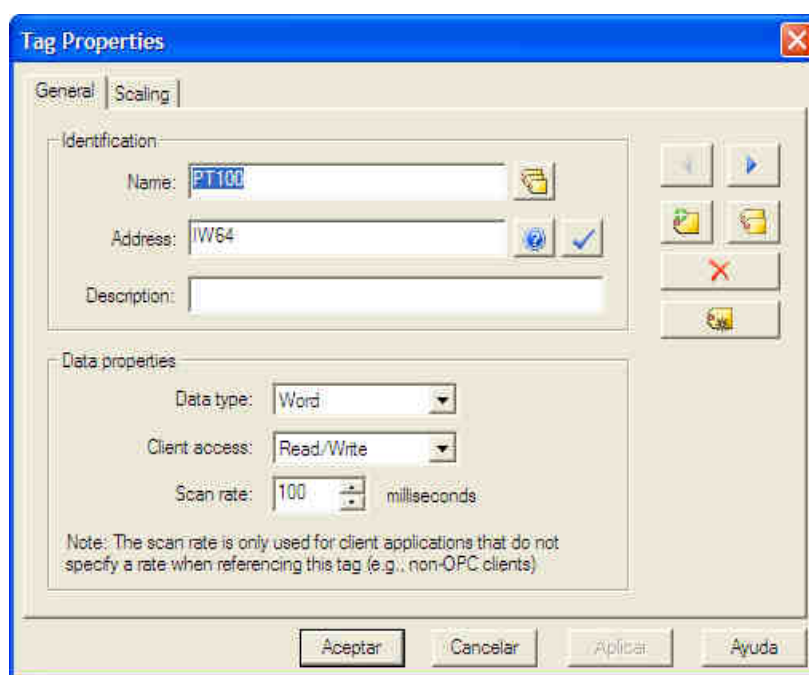 Tag Properties
General Scaling
Identification
Name: PT100
Address: IW64
Description:
Data properties
Data type: Word
Client access: Read/Write
Scan rate: 100 milliseconds
Note: The scan rate is only used for client applications that do not
specify a rate when referencing this tag (e.g., non-OPC clients)
Aceptar Cancelar Aplicar Ayuda